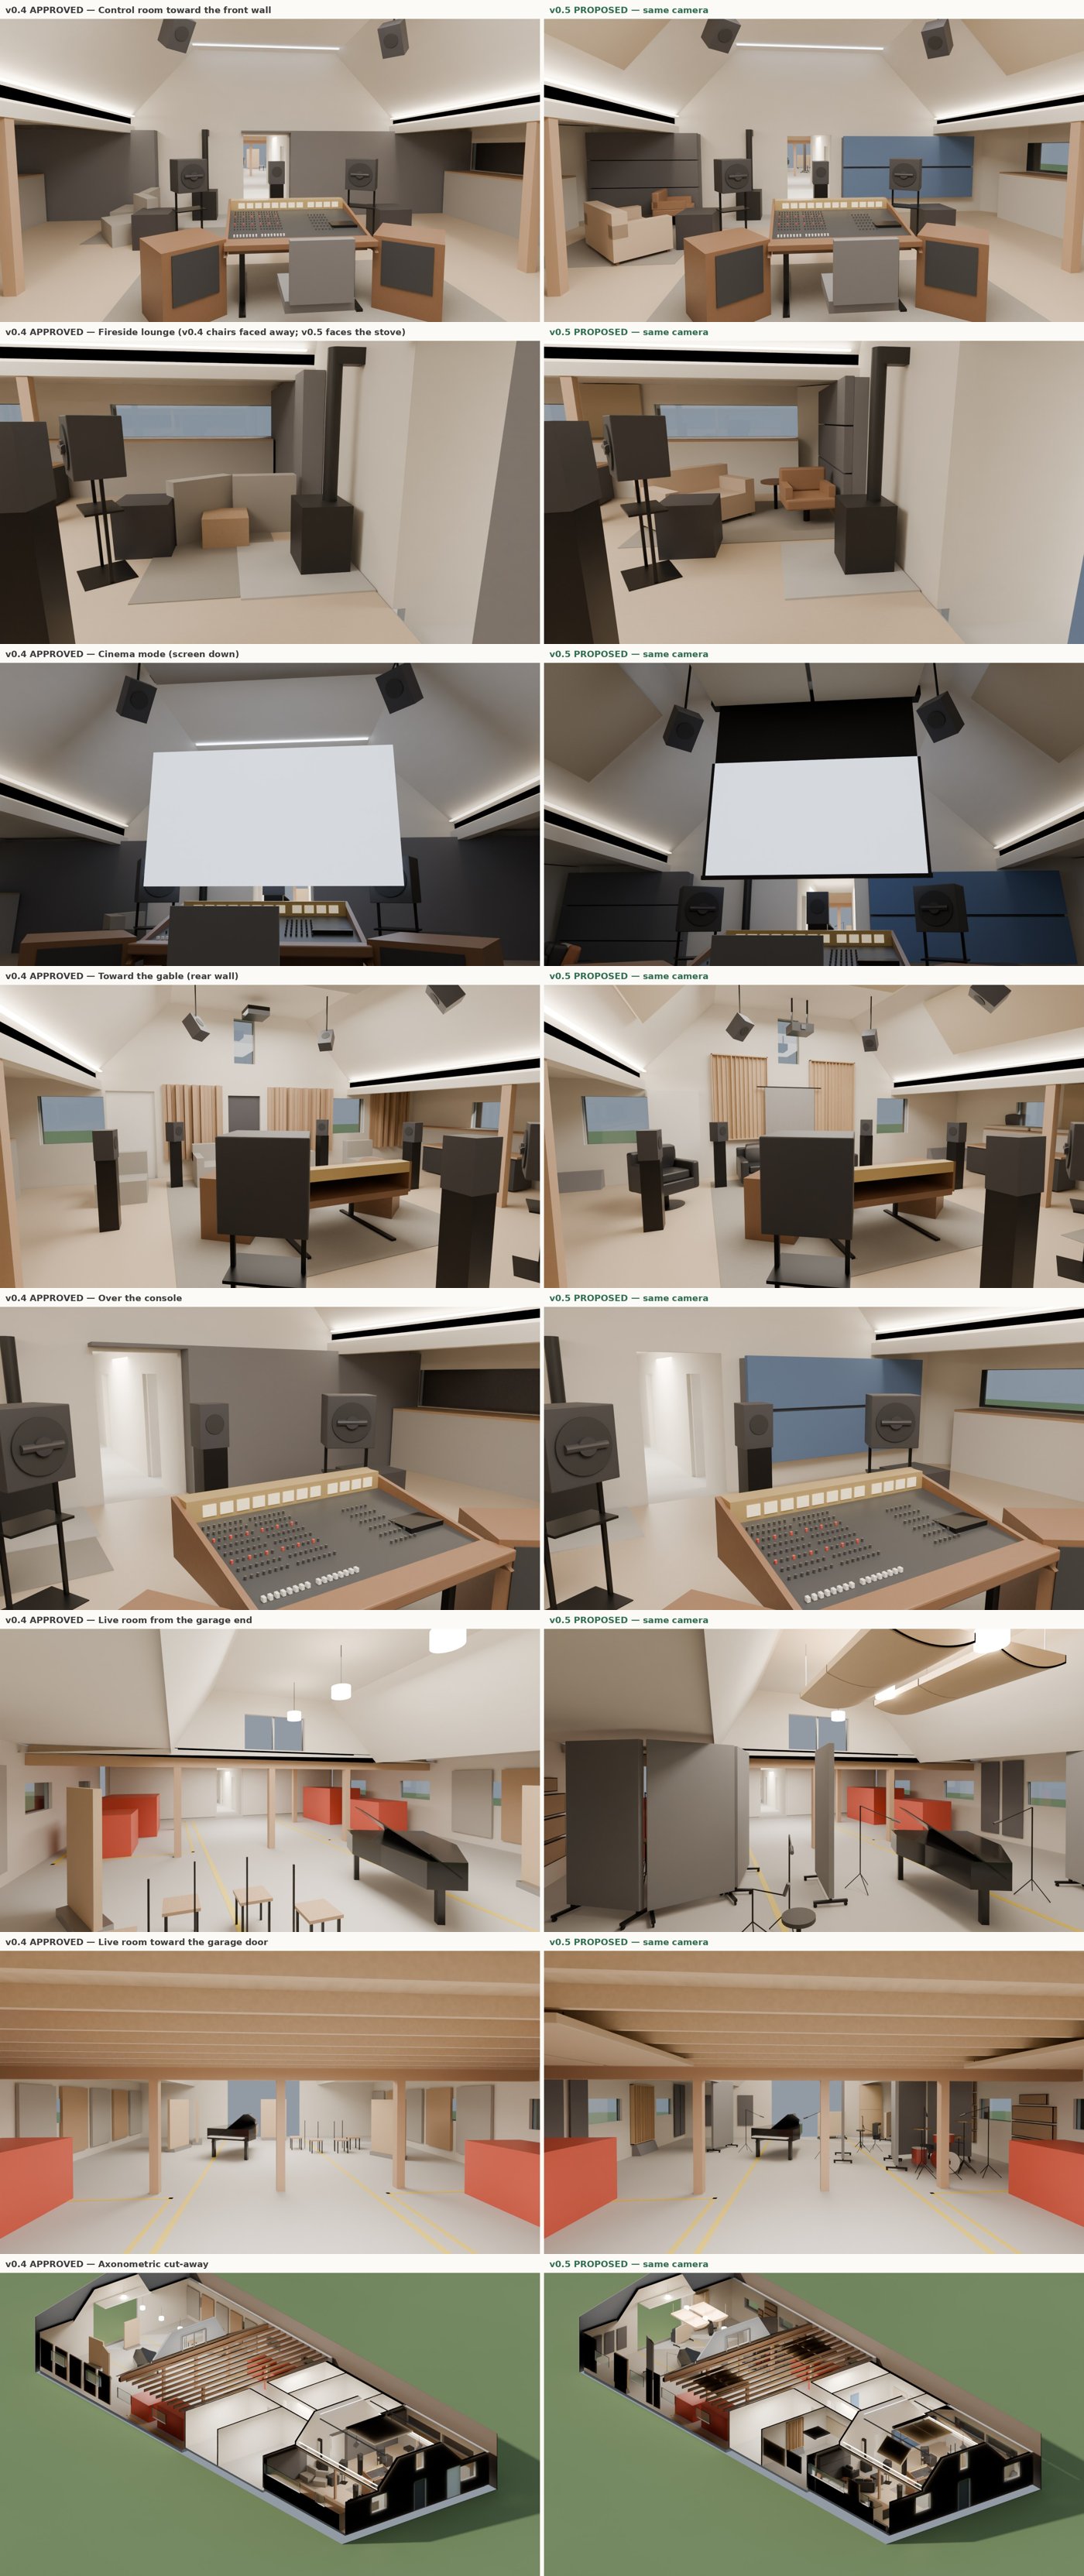 v0.4 APPROVED — Control room toward the front wall
v0.5 PROPOSED — same camera
v0.4 APPROVED — Fireside lounge (v0.4 chairs faced away; v0.5 faces the stove)
v0.5 PROPOSED — same camera
v0.4 APPROVED — Cinema mode (screen down)
v0.5 PROPOSED — same camera
v0.4 APPROVED — Toward the gable (rear wall)
v0.5 PROPOSED — same camera
v0.4 APPROVED — Over the console
v0.5 PROPOSED — same camera
v0.4 APPROVED — Live room from the garage end
v0.5 PROPOSED — same camera
v0.4 APPROVED — Live room toward the garage door
v0.5 PROPOSED — same camera
v0.4 APPROVED — Axonometric cut-away
v0.5 PROPOSED — same camera